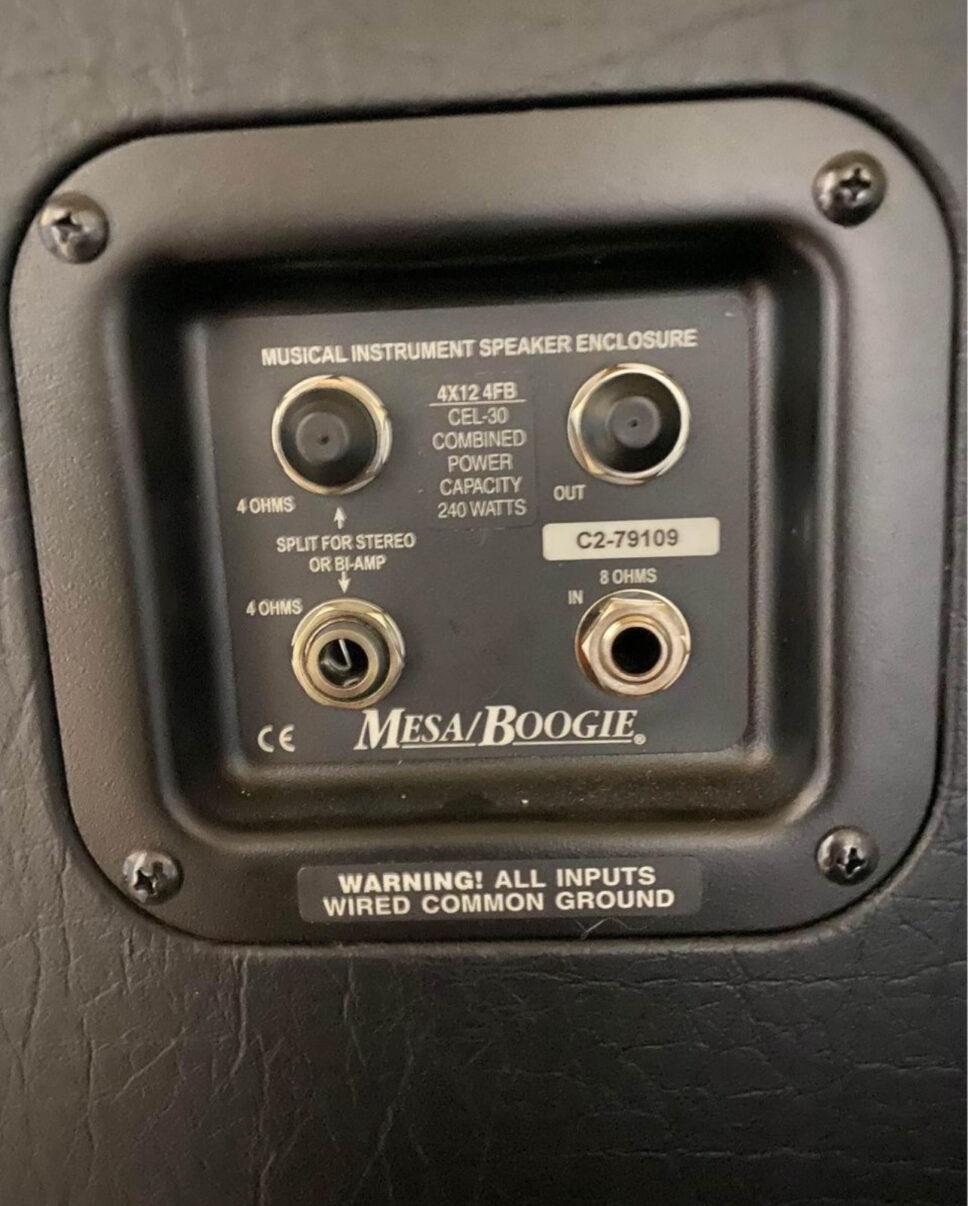 MUSICAL INSTRUMENT SPEAKER ENCLOSURE
4X12 4FB
CEL-30
COMBINED
POWER
CAPACITY
240 WATTS
4 OHMS
OUT
SPLIT FOR STEREO
OR BI-AMP
C2-79109
4 OHMS
8 OHMS
IN
MESA/BOOGIE®
CE
WARNING! ALL INPUTS
WIRED COMMON GROUND